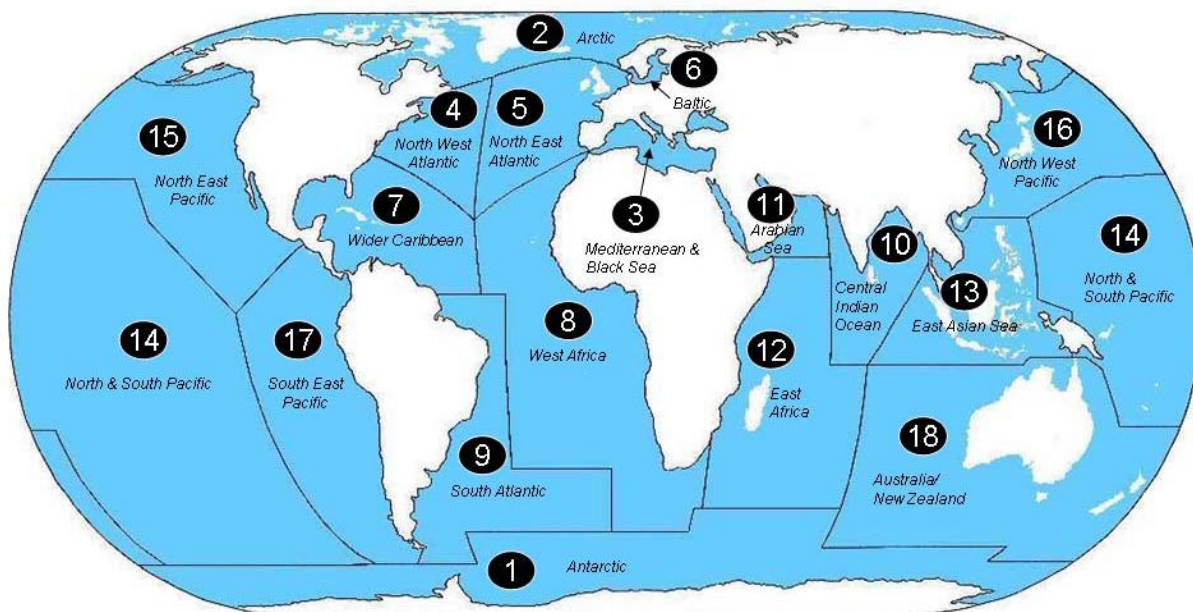 2
Arctic
6
Baltic
4
North West
Atlantic
5
North East
Atlantic
15
North East
Pacific
16
North West
Pacific
7
Wider Caribbean
3
Mediterranean &
Black Sea
11
Arabian
Sea
10
Central
Indian
Ocean
14
North &
South Pacific
13
East Asian Sea
8
West Africa
14
North & South Pacific
17
South East
Pacific
12
East
Africa
9
South Atlantic
18
Australia/
New Zealand
1
Antarctic